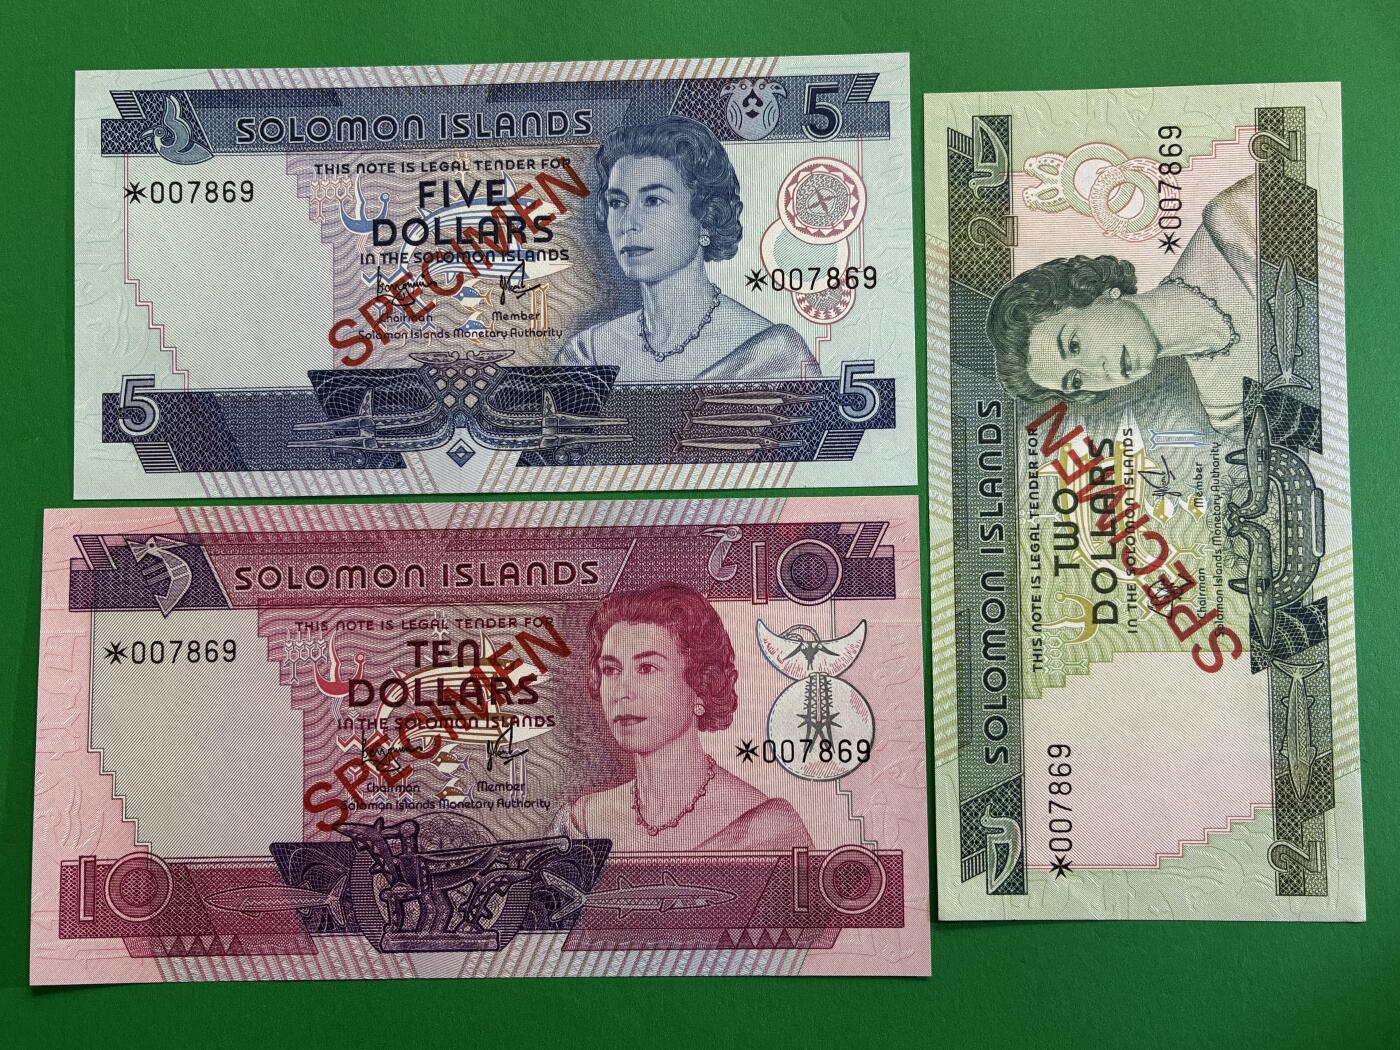 SOLOMON ISLANDS
5
THIS NOTE IS LEGAL TENDER FOR
✶007869
FIVE
DOLLARS
IN THE SOLOMON ISLANDS
SPECIMEN
✶007869
Chairman Member
Solomon Islands Monetary Authority
5
5
SOLOMON ISLANDS
10
THIS NOTE IS LEGAL TENDER FOR
✶007869
TEN
DOLLARS
IN THE SOLOMON ISLANDS
SPECIMEN
✶007869
Chairman Member
Solomon Islands Monetary Authority
10
10
SOLOMON ISLANDS
2
THIS NOTE IS LEGAL TENDER FOR
✶007869
TWO
DOLLARS
IN THE SOLOMON ISLANDS
SPECIMEN
✶007869
Chairman Member
Solomon Islands Monetary Authority
2
2